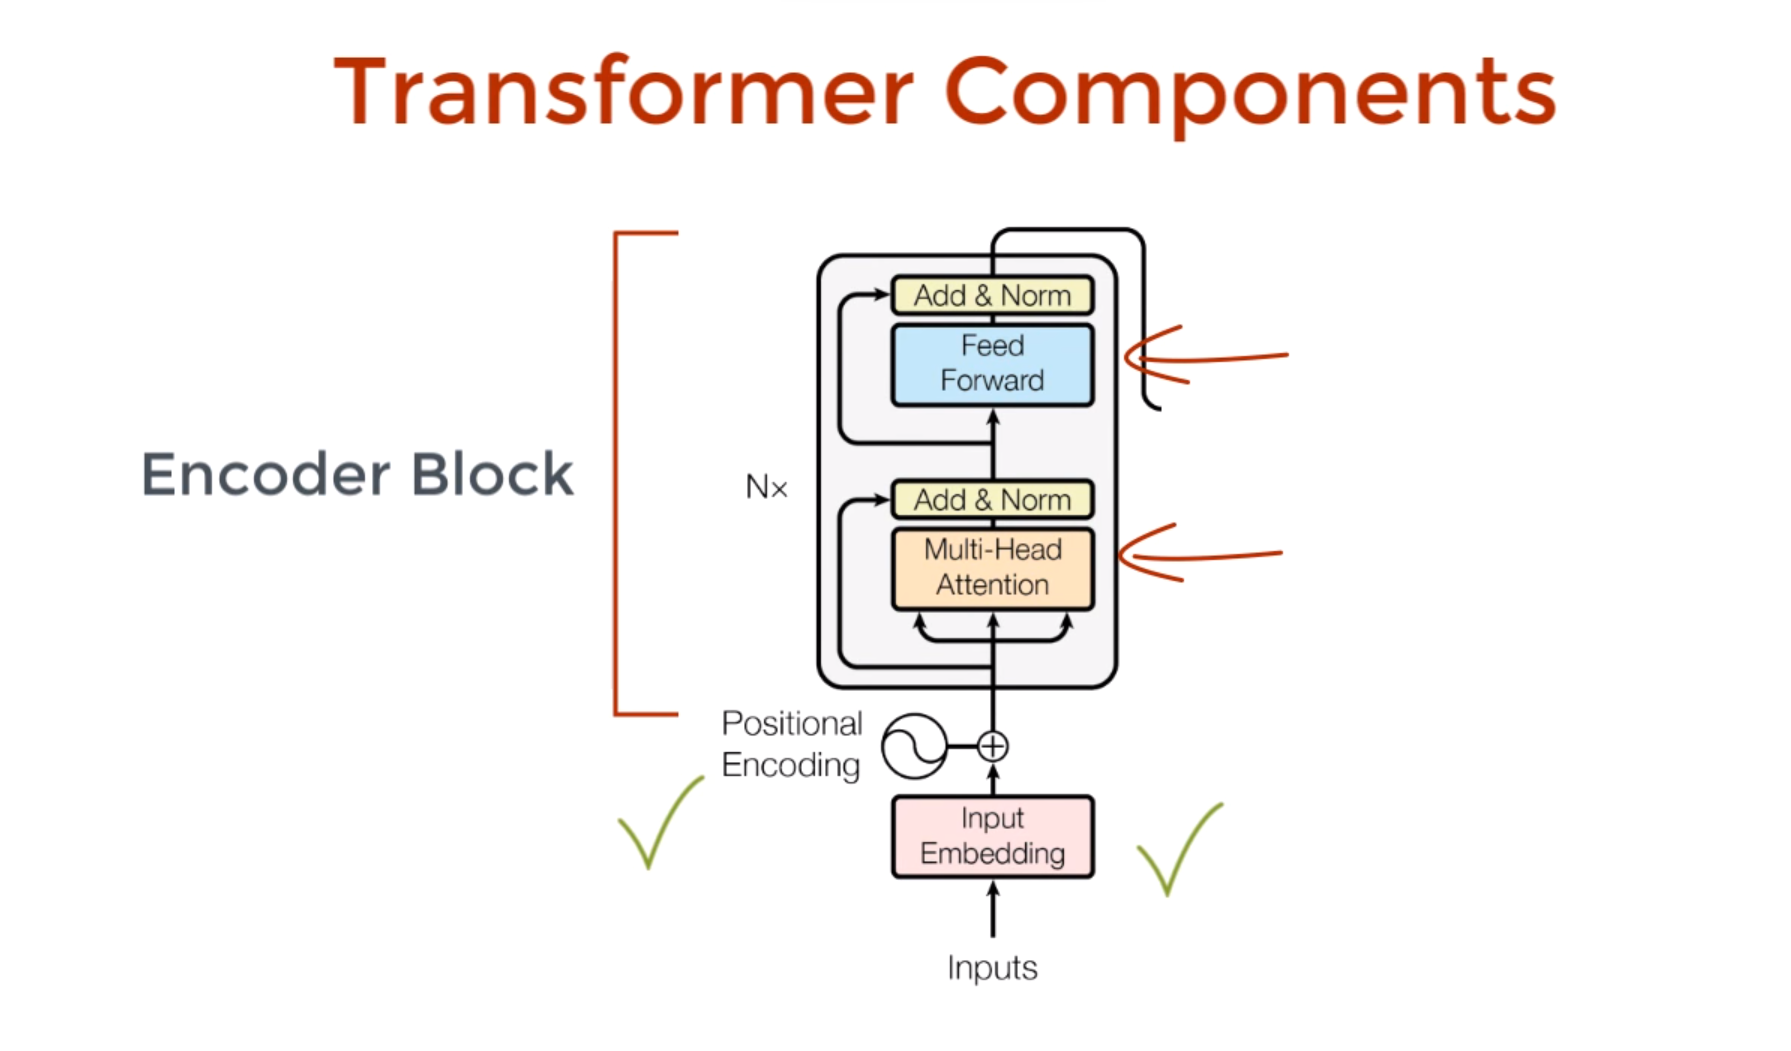 Transformer Components
Add & Norm
Feed
Forward
Encoder Block
Nx
Add & Norm
Multi-Head
Attention
Positional
Encoding
Input
Embedding
Inputs